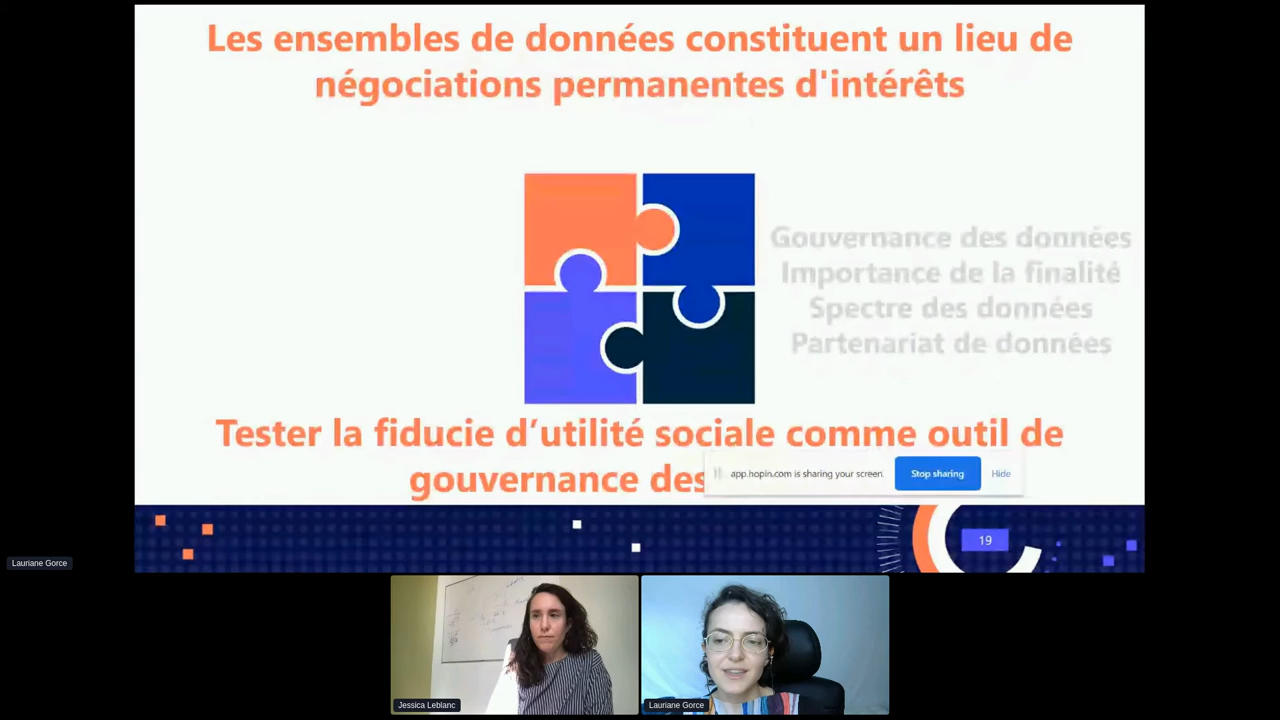 Les ensembles de données constituent un lieu de
négociations permanentes d'intérêts
Gouvernance des données
Importance de la finalité
Spectre des données
Partenariat de données
Tester la fiducie d’utilité sociale comme outil de
gouvernance des
app.hopin.com is sharing your screen.
Stop sharing
Hide
19
Lauriane Gorce
Jessica Leblanc
Lauriane Gorce